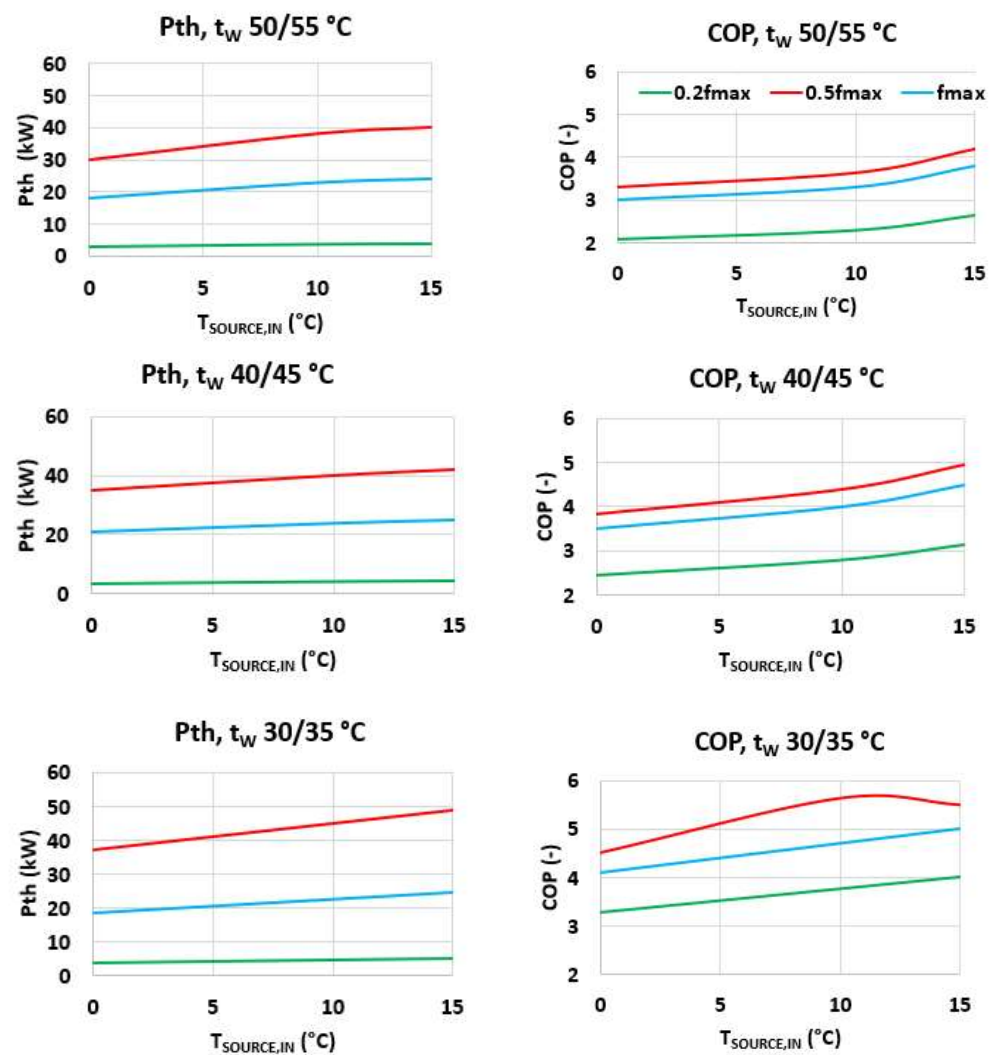 Pth, tW 50/55 °C
60
50
40
30
20
10
0
Pth (kW)
0 5 10 15
TSOURCE,IN (°C)
COP, tW 50/55 °C
0.2fmax 0.5fmax fmax
6
5
4
3
2
COP (-)
0 5 10 15
TSOURCE,IN (°C)
Pth, tW 40/45 °C
60
40
20
0
Pth (kW)
0 5 10 15
TSOURCE,IN (°C)
COP, tW 40/45 °C
6
5
4
3
2
COP (-)
0 5 10 15
TSOURCE,IN (°C)
Pth, tW 30/35 °C
60
50
40
30
20
10
0
Pth (kW)
0 5 10 15
TSOURCE,IN (°C)
COP, tW 30/35 °C
6
5
4
3
2
COP (-)
0 5 10 15
TSOURCE,IN (°C)